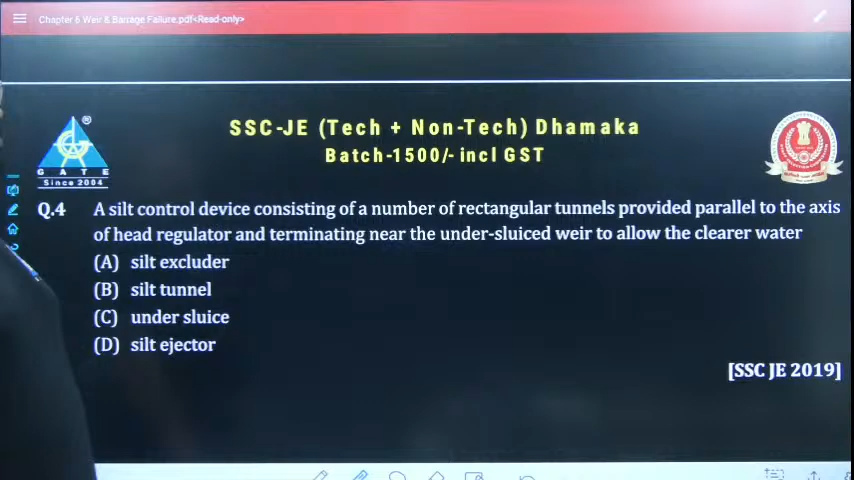 Chapter 6 Weir & Barrage Failure.pdf<Read-only>
SSC-JE (Tech + Non-Tech) Dhamaka
Batch-1500/- incl GST
G A T E
Since 2004
Q.4 A silt control device consisting of a number of rectangular tunnels provided parallel to the axis
of head regulator and terminating near the under-sluiced weir to allow the clearer water
(A) silt excluder
(B) silt tunnel
(C) under sluice
(D) silt ejector
[SSC JE 2019]